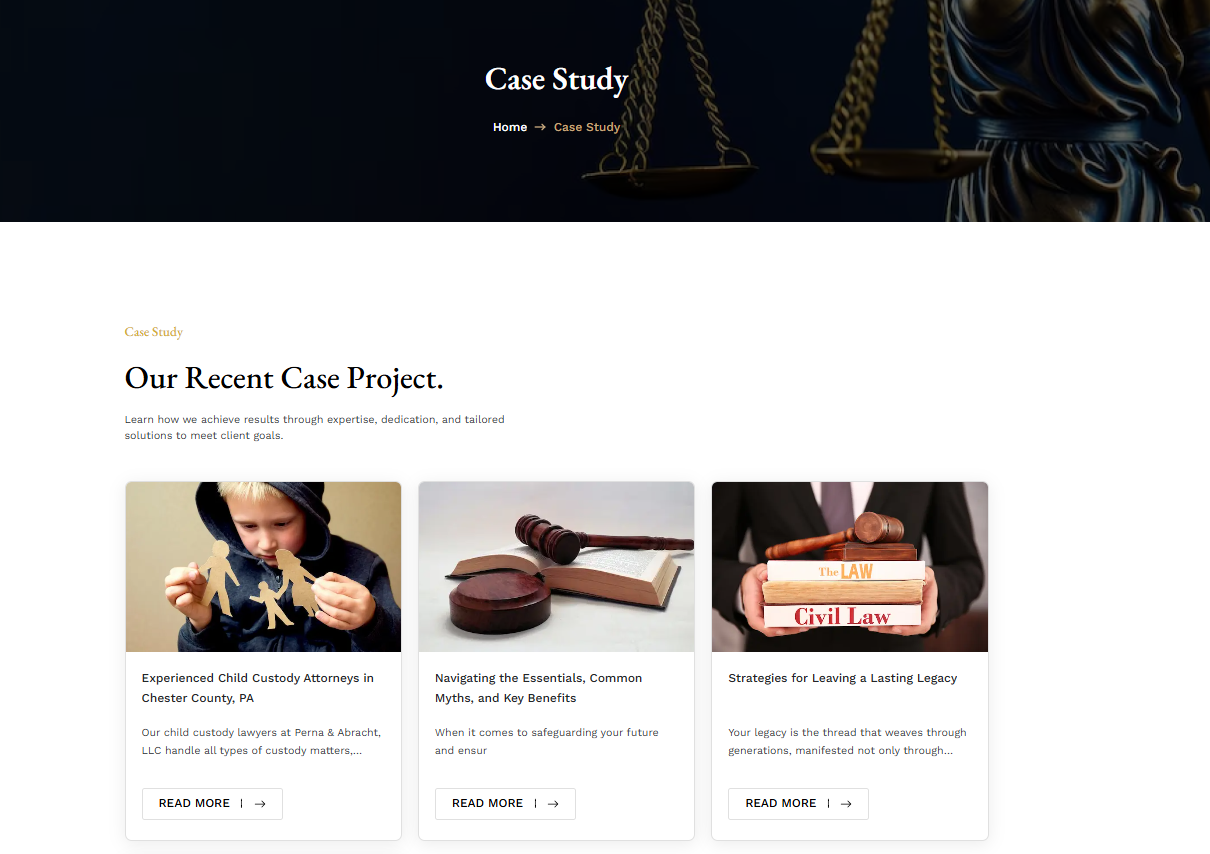 Case Study
Home → Case Study
Case Study
Our Recent Case Project.
Learn how we achieve results through expertise, dedication, and tailored
solutions to meet client goals.
The LAW
Civil Law
Experienced Child Custody Attorneys in
Chester County, PA
Our child custody lawyers at Perna & Abracht,
LLC handle all types of custody matters,...
READ MORE | →
Navigating the Essentials, Common
Myths, and Key Benefits
When it comes to safeguarding your future
and ensur
READ MORE | →
Strategies for Leaving a Lasting Legacy
Your legacy is the thread that weaves through
generations, manifested not only through...
READ MORE | →